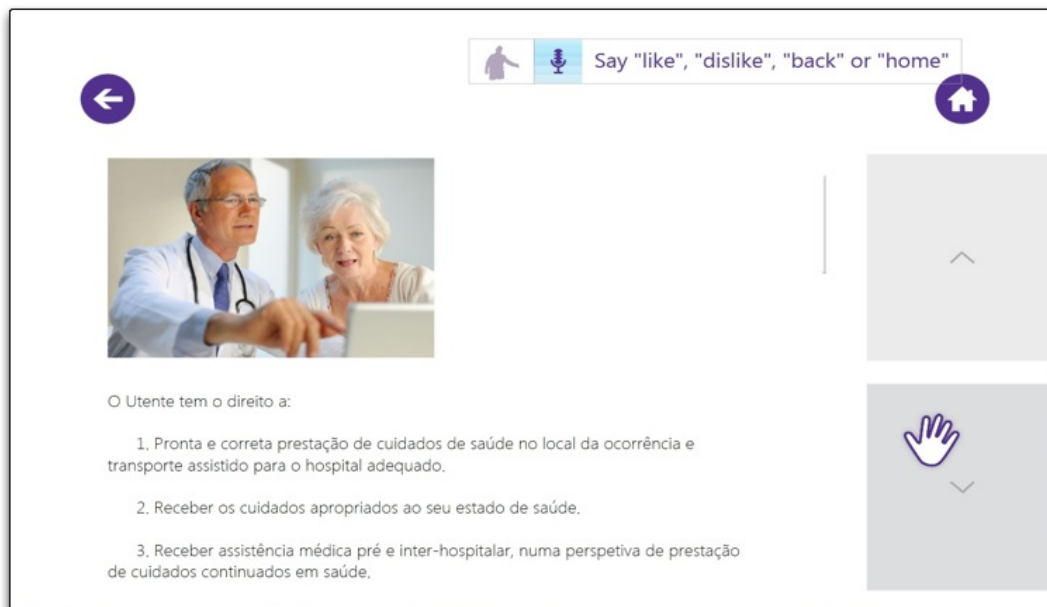 Say "like", "dislike", "back" or "home"
O Utente tem o direito a:
1. Pronta e correta prestação de cuidados de saúde no local da ocorrência e
transporte assistido para o hospital adequado.
2. Receber os cuidados apropriados ao seu estado de saúde.
3. Receber assistência médica pré e inter-hospitalar, numa perspetiva de prestação
de cuidados continuados em saúde.